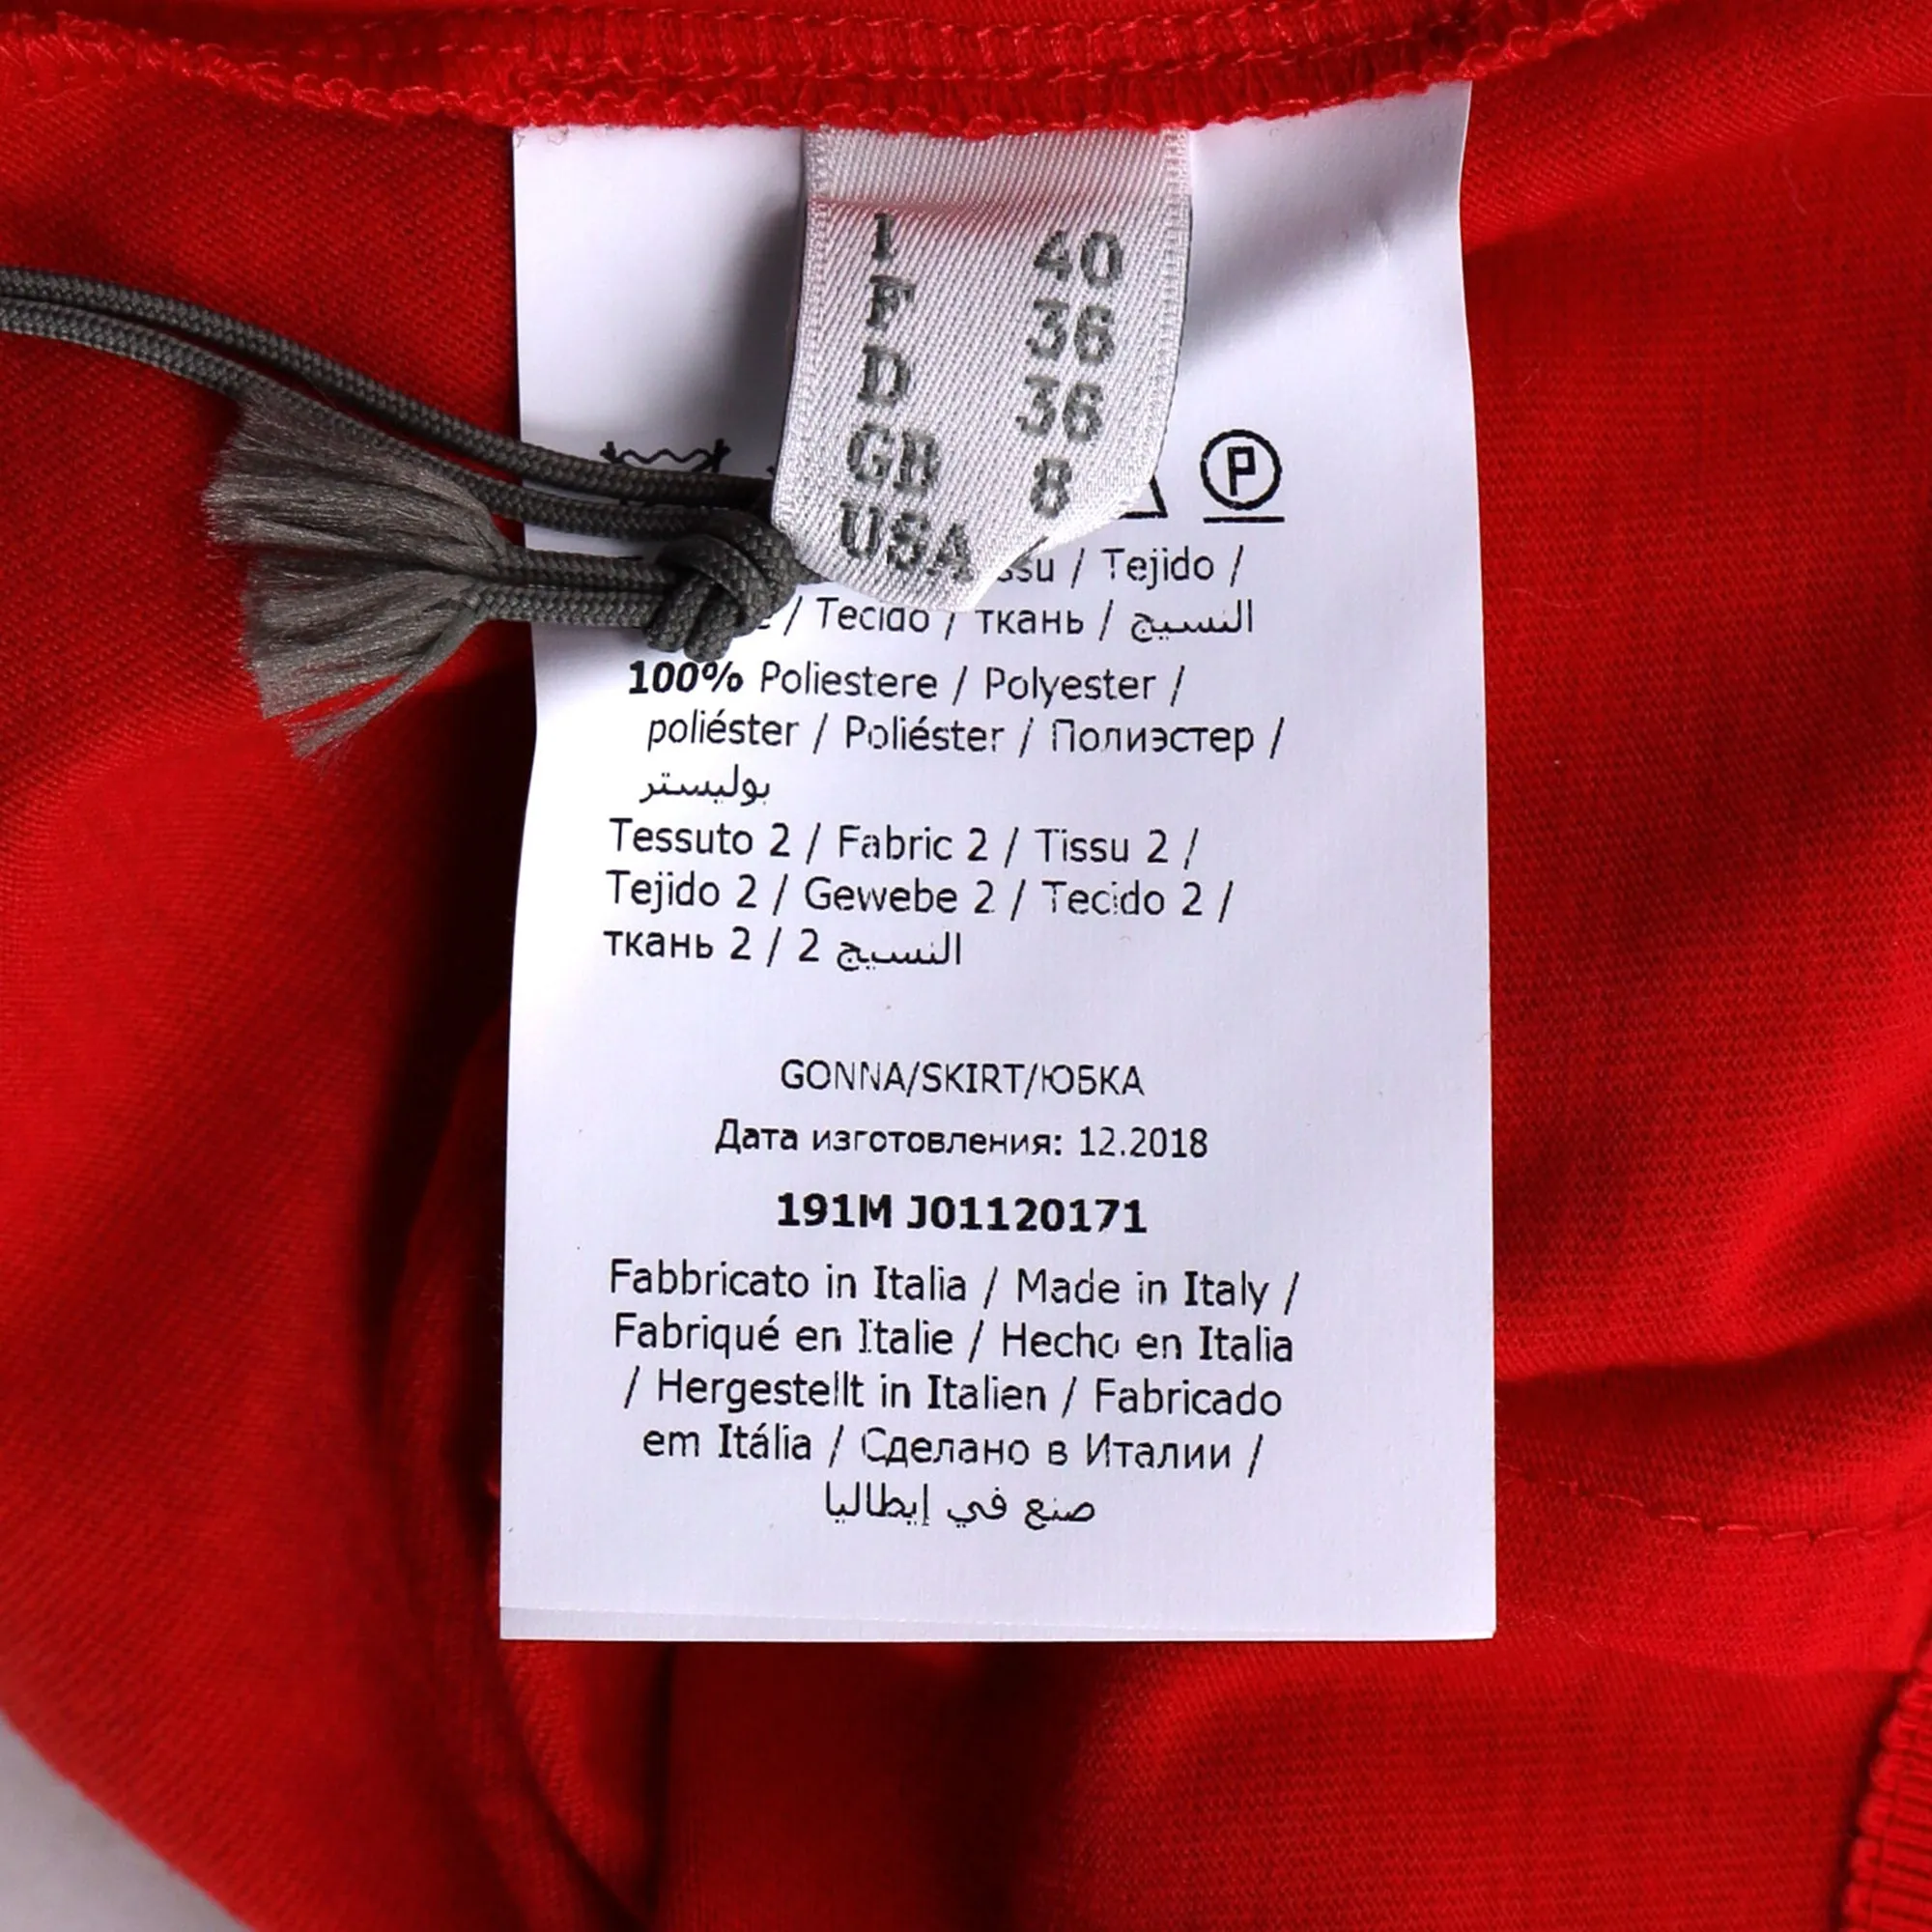 I 40
F 36
D 36
GB 8
USA
P
/ Tejido /
/ Tecido / ткань / النسيج
100% Poliestere / Polyester /
poliéster / Poliéster / Полиэстер /
بوليستر
Tessuto 2 / Fabric 2 / Tissu 2 /
Tejido 2 / Gewebe 2 / Tecido 2 /
ткань 2 / 2 النسيج
GONNA/SKIRT/ЮБКА
Дата изготовления: 12.2018
191M J01120171
Fabbricato in Italia / Made in Italy /
Fabriqué en Italie / Hecho en Italia
/ Hergestellt in Italien / Fabricado
em Itália / Сделано в Италии /
صنع في إيطاليا